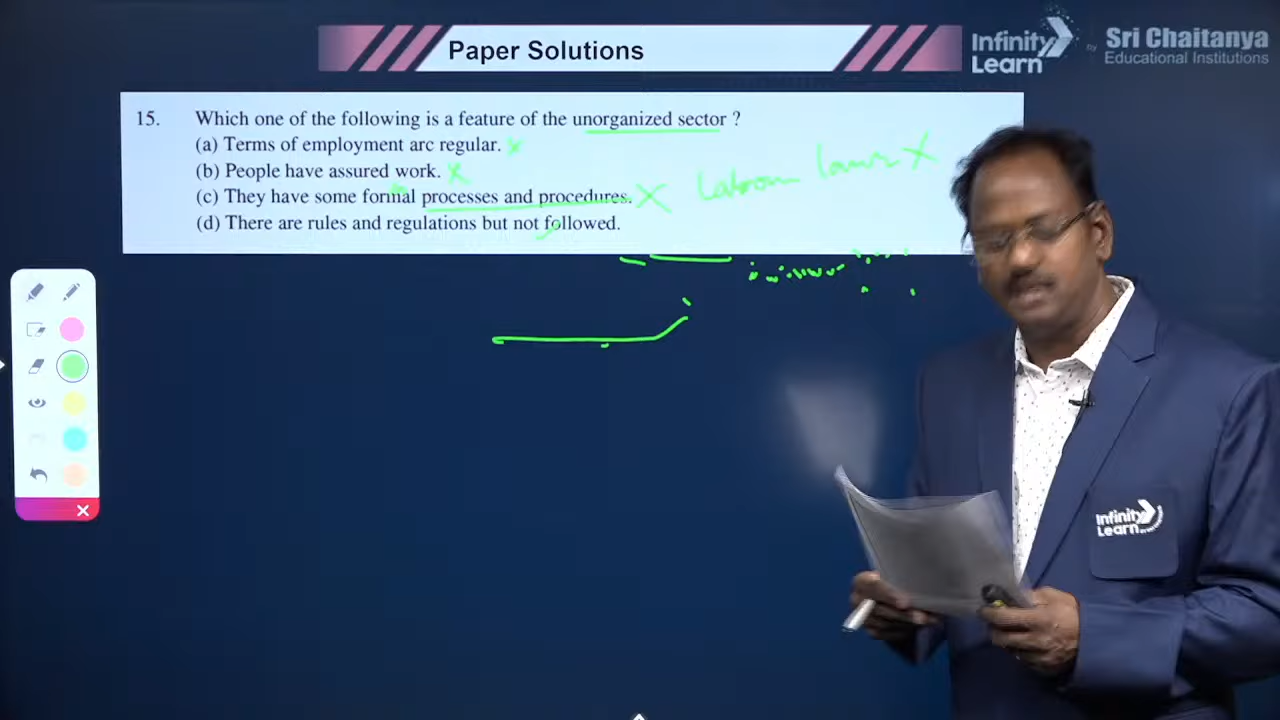 Paper Solutions
Infinity Learn
by Sri Chaitanya
Educational Institutions
15. Which one of the following is a feature of the unorganized sector ?
(a) Terms of employment arc regular.
(b) People have assured work.
(c) They have some formal processes and procedures.
(d) There are rules and regulations but not followed.
Labour laws X
Infinity
Learn